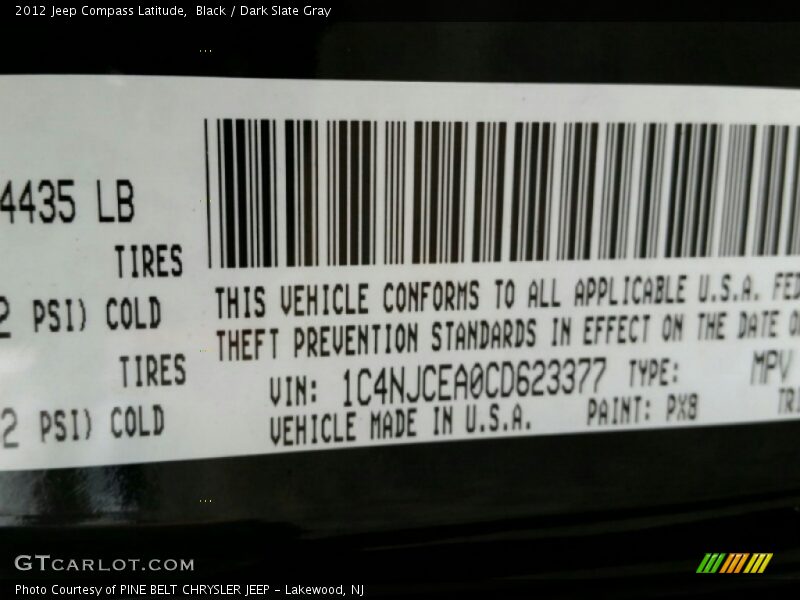 2012 Jeep Compass Latitude,  Black / Dark Slate Gray
4435 LB
TIRES
2 PSI) COLD
TIRES
2 PSI) COLD
THIS VEHICLE CONFORMS TO ALL APPLICABLE U.S.A. FED
THEFT PREVENTION STANDARDS IN EFFECT ON THE DATE O
VIN: 1C4NJCEA0CD623377 TYPE: MPV
VEHICLE MADE IN U.S.A. PAINT: PX8 TRI
GTCARLOT.COM
Photo Courtesy of PINE BELT CHRYSLER JEEP - Lakewood, NJ